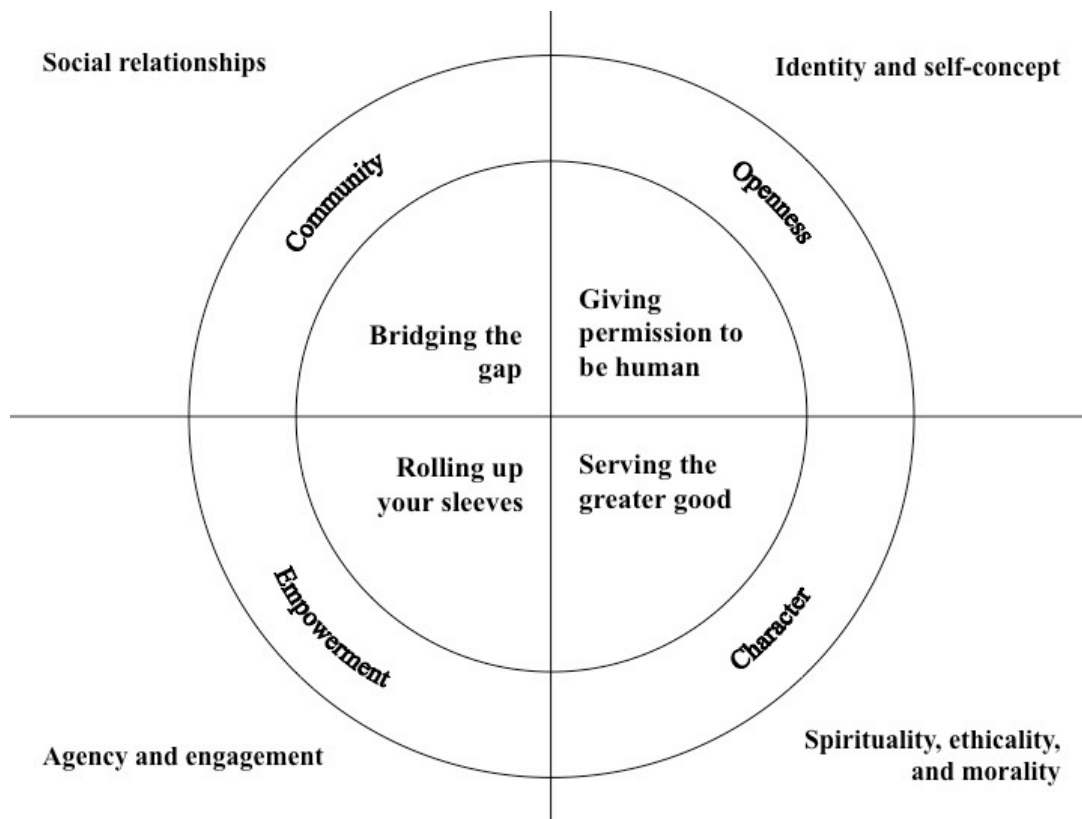 Social relationships
Identity and self-concept
Community
Openness
Bridging the
gap
Giving
permission to
be human
Rolling up
your sleeves
Serving the
greater good
Empowerment
Character
Agency and engagement
Spirituality, ethicality,
and morality